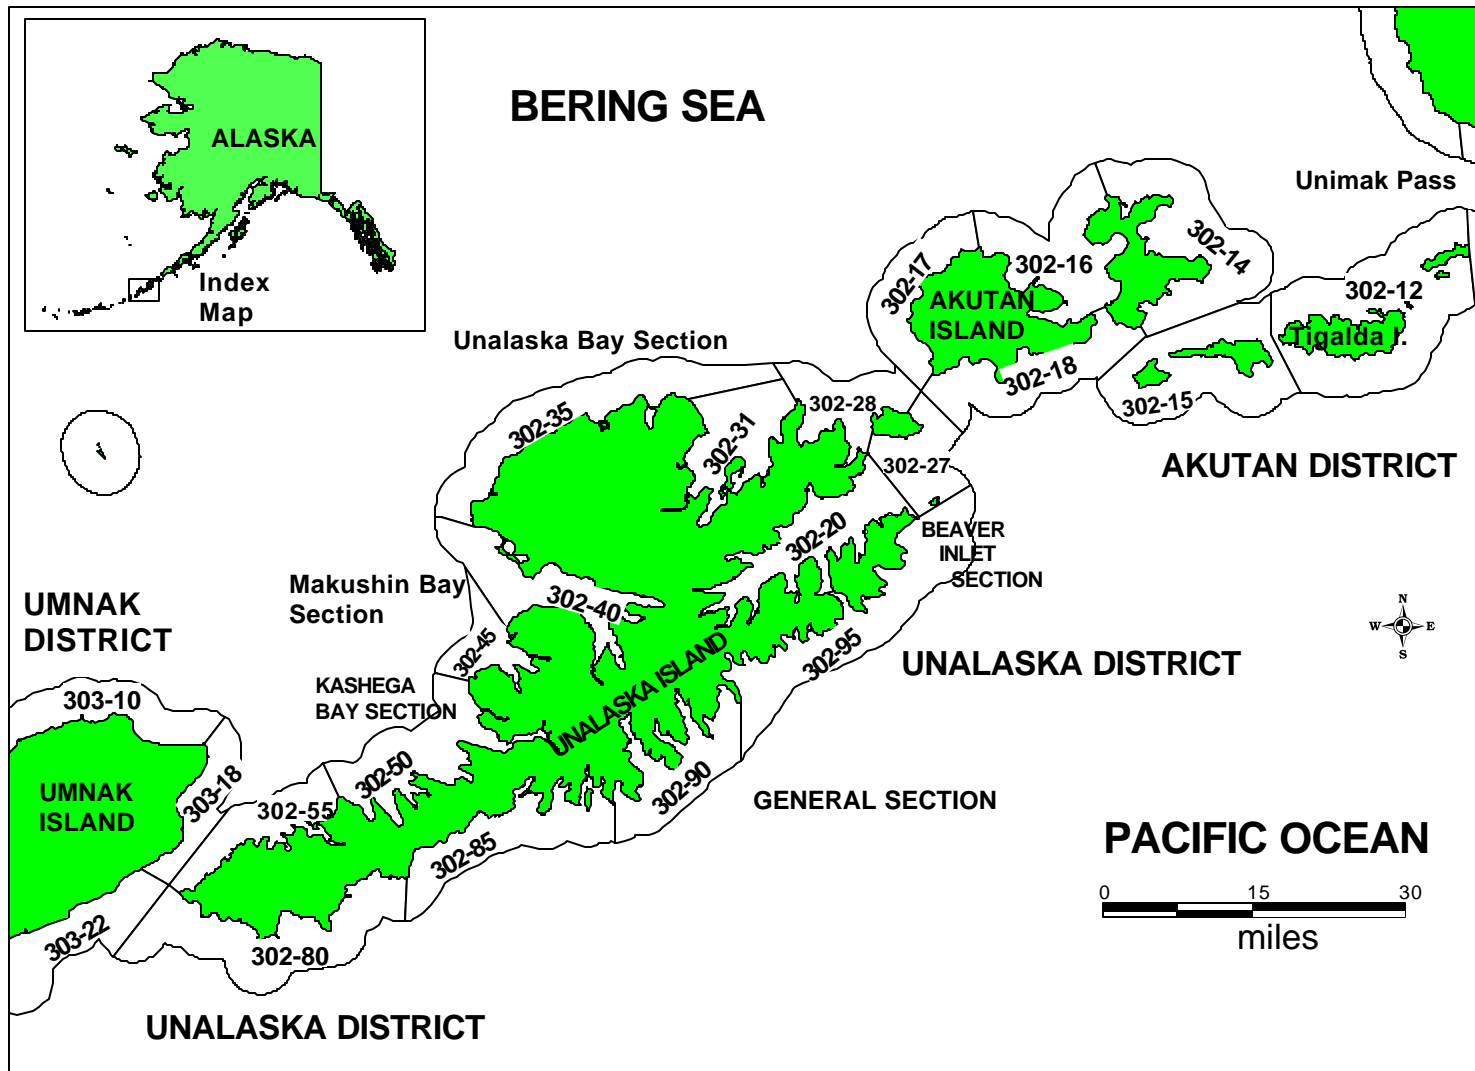 BERING SEA
ALASKA
Index
Map
Unimak Pass
302-14
302-17
302-16
302-12
AKUTAN
ISLAND
Tigalda I.
Unalaska Bay Section
302-18
302-15
302-28
302-35
302-31
302-27
AKUTAN DISTRICT
302-20
BEAVER
INLET
SECTION
Makushin Bay
Section
302-40
UMNAK
DISTRICT
N
W
E
S
302-45
302-95
UNALASKA DISTRICT
KASHEGA
BAY SECTION
UNALASKA ISLAND
303-10
302-50
303-18
302-90
GENERAL SECTION
UMNAK
ISLAND
302-55
PACIFIC OCEAN
302-85
0 15 30
miles
303-22
302-80
UNALASKA DISTRICT